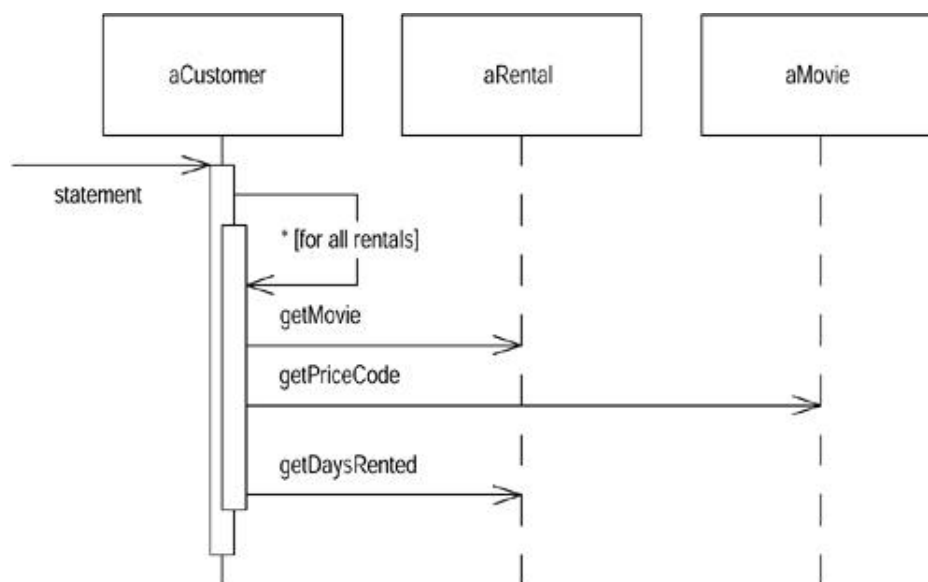 aCustomer
aRental
aMovie
statement
* [for all rentals]
getMovie
getPriceCode
getDaysRented